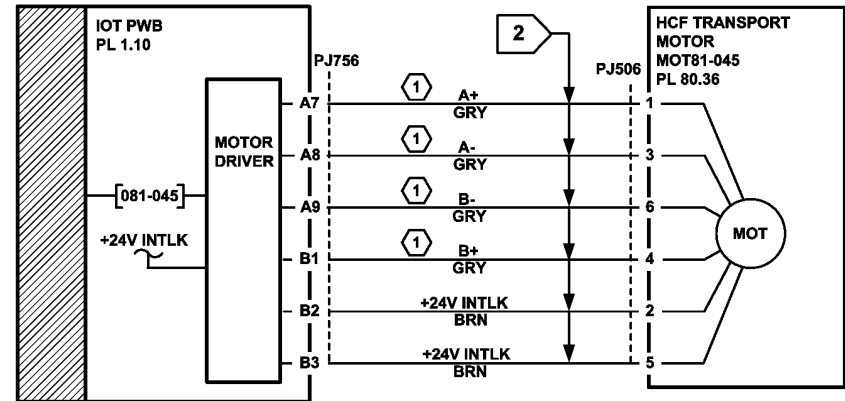 IOT PWB
PL 1.10
2
HCF TRANSPORT
MOTOR
MOT81-045
PL 80.36
PJ756
PJ506
MOTOR
DRIVER
[081-045]
+24V INTLK
A7
1
A+
GRY
1
A8
1
A-
GRY
3
A9
1
B-
GRY
6
B1
1
B+
GRY
4
B2
+24V INTLK
BRN
2
B3
+24V INTLK
BRN
5
MOT